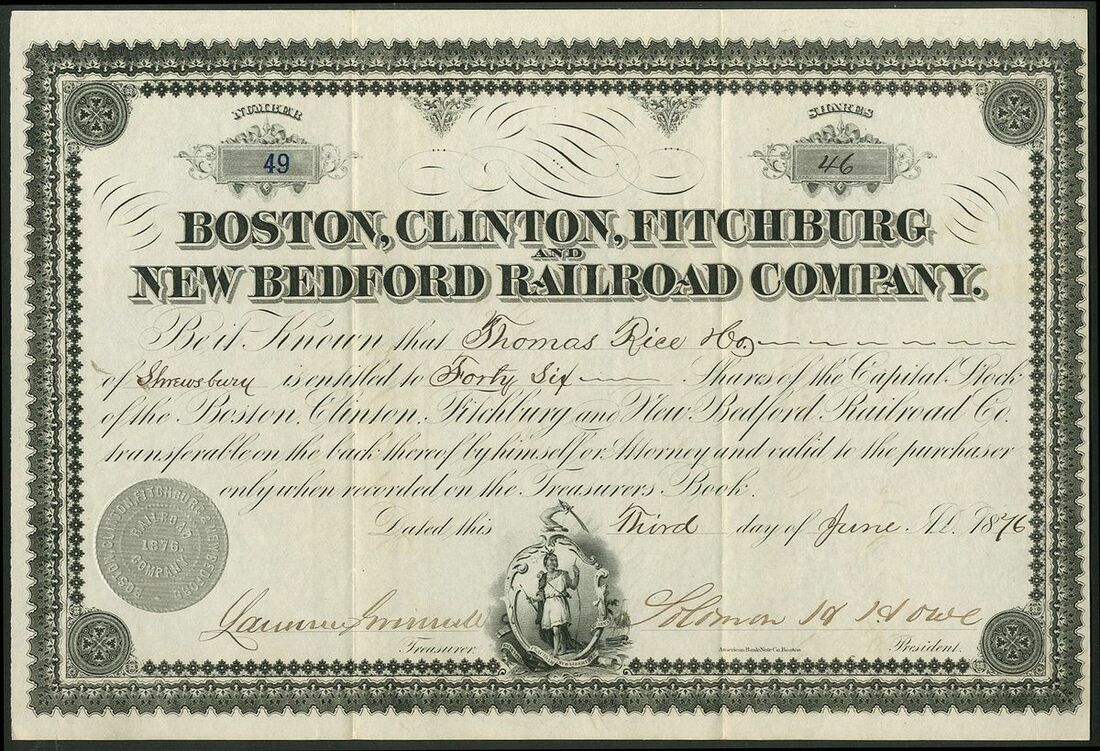 NUMBER
49
SHARES
46
BOSTON, CLINTON, FITCHBURG
AND
NEW BEDFORD RAILROAD COMPANY.
Be it Known that Thomas Rice
of Shrewsbury is entitled to Forty Six Shares of the Capital Stock
of the Boston, Clinton, Fitchburg and New Bedford Railroad Co.
transferable on the back thereof by himself or Attorney and valid to the purchaser
only when recorded on the Treasurers Book.
Dated this Third day of June A.D. 1876
BOSTON, CLINTON, FITCHBURG & NEW BEDFORD
RAILROAD
1876.
COMPANY
Solomon H Howe
Treasurer.
American Bank Note Co. Boston.
President.